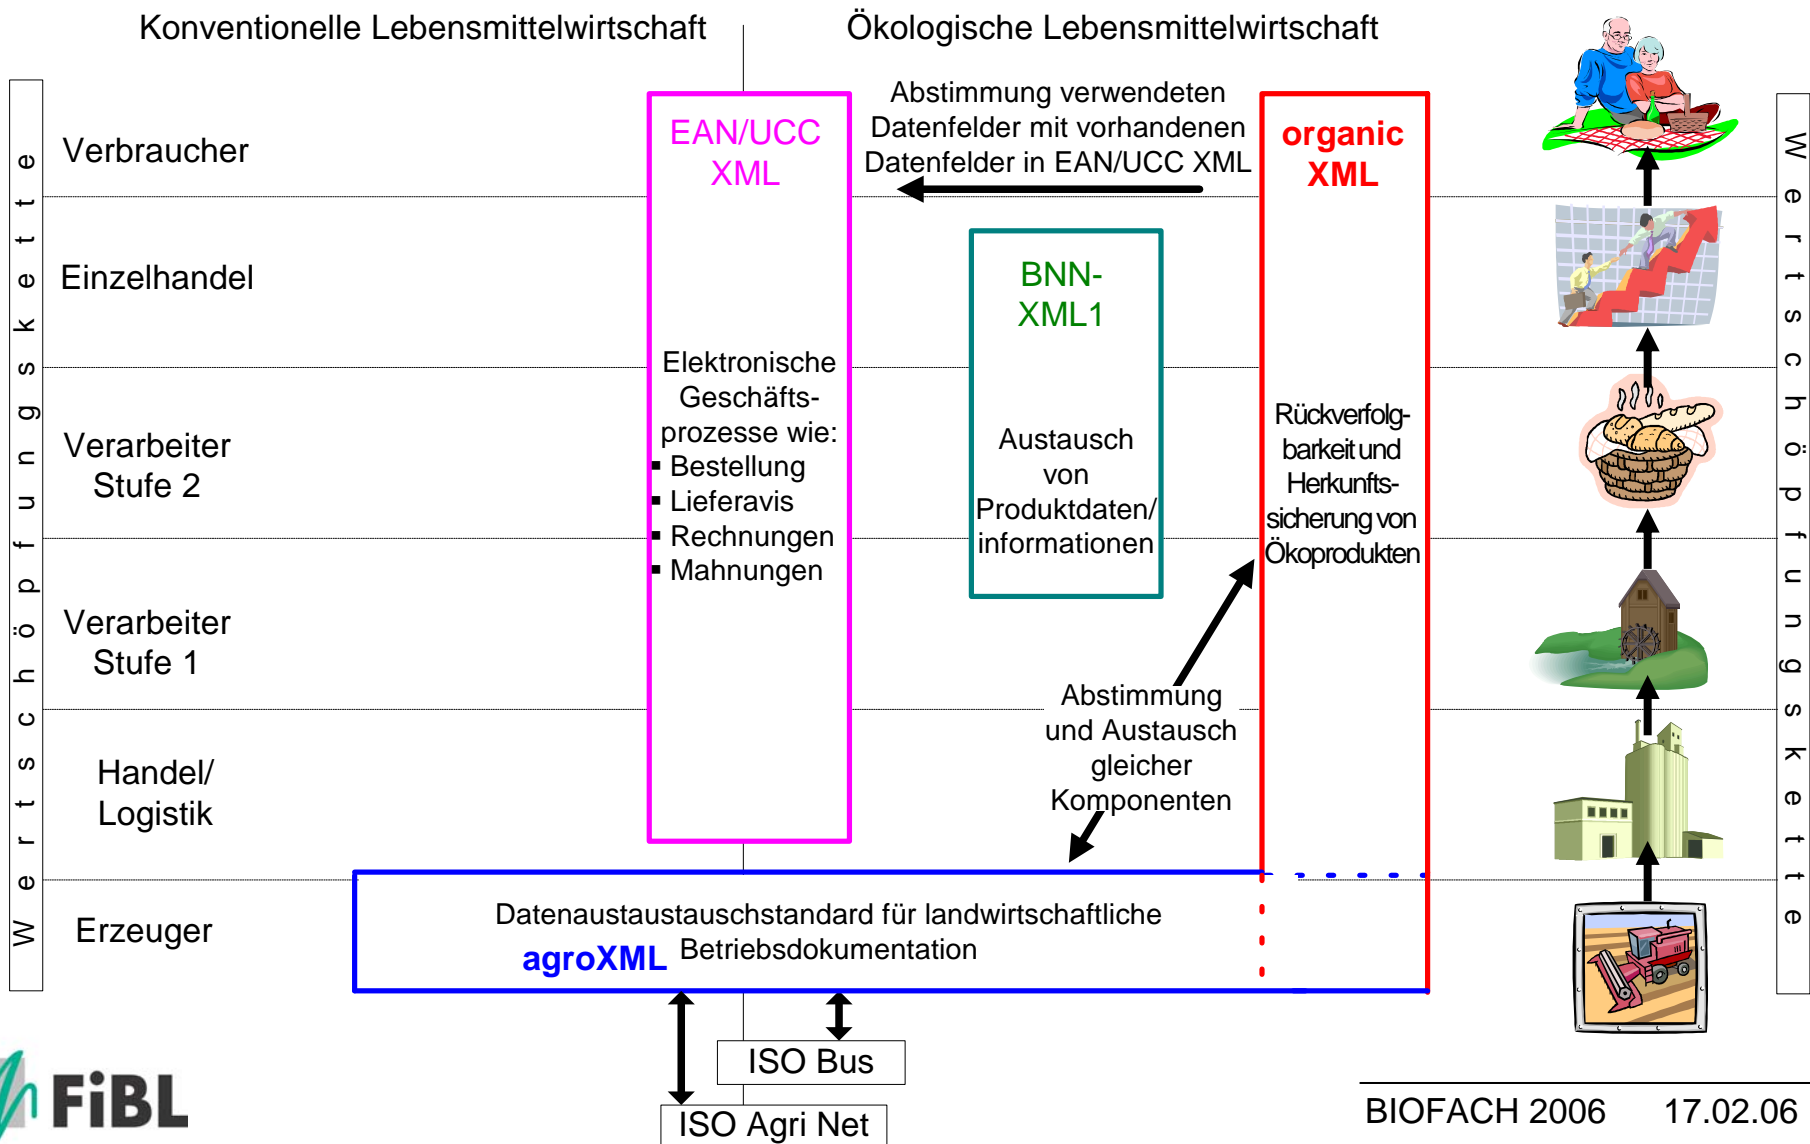 Konventionelle Lebensmittelwirtschaft
Ökologische Lebensmittelwirtschaft
Wertschöpfungskette
Verbraucher
Einzelhandel
Verarbeiter
Stufe 2
Verarbeiter
Stufe 1
Handel/
Logistik
Erzeuger
EAN/UCC
XML
Elektronische
Geschäfts-
prozesse wie:
▪ Bestellung
▪ Lieferavis
▪ Rechnungen
▪ Mahnungen
Abstimmung verwendeten
Datenfelder mit vorhandenen
Datenfelder in EAN/UCC XML
BNN-
XML1
Austausch
von
Produktdaten/
informationen
organic
XML
Rückverfolg-
barkeit und
Herkunfts-
sicherung von
Ökoprodukten
Abstimmung
und Austausch
gleicher
Komponenten
Datenaustaustauschstandard für landwirtschaftliche
agroXML Betriebsdokumentation
ISO Bus
ISO Agri Net
Wertschöpfungskette
FiBL
BIOFACH 2006 17.02.06